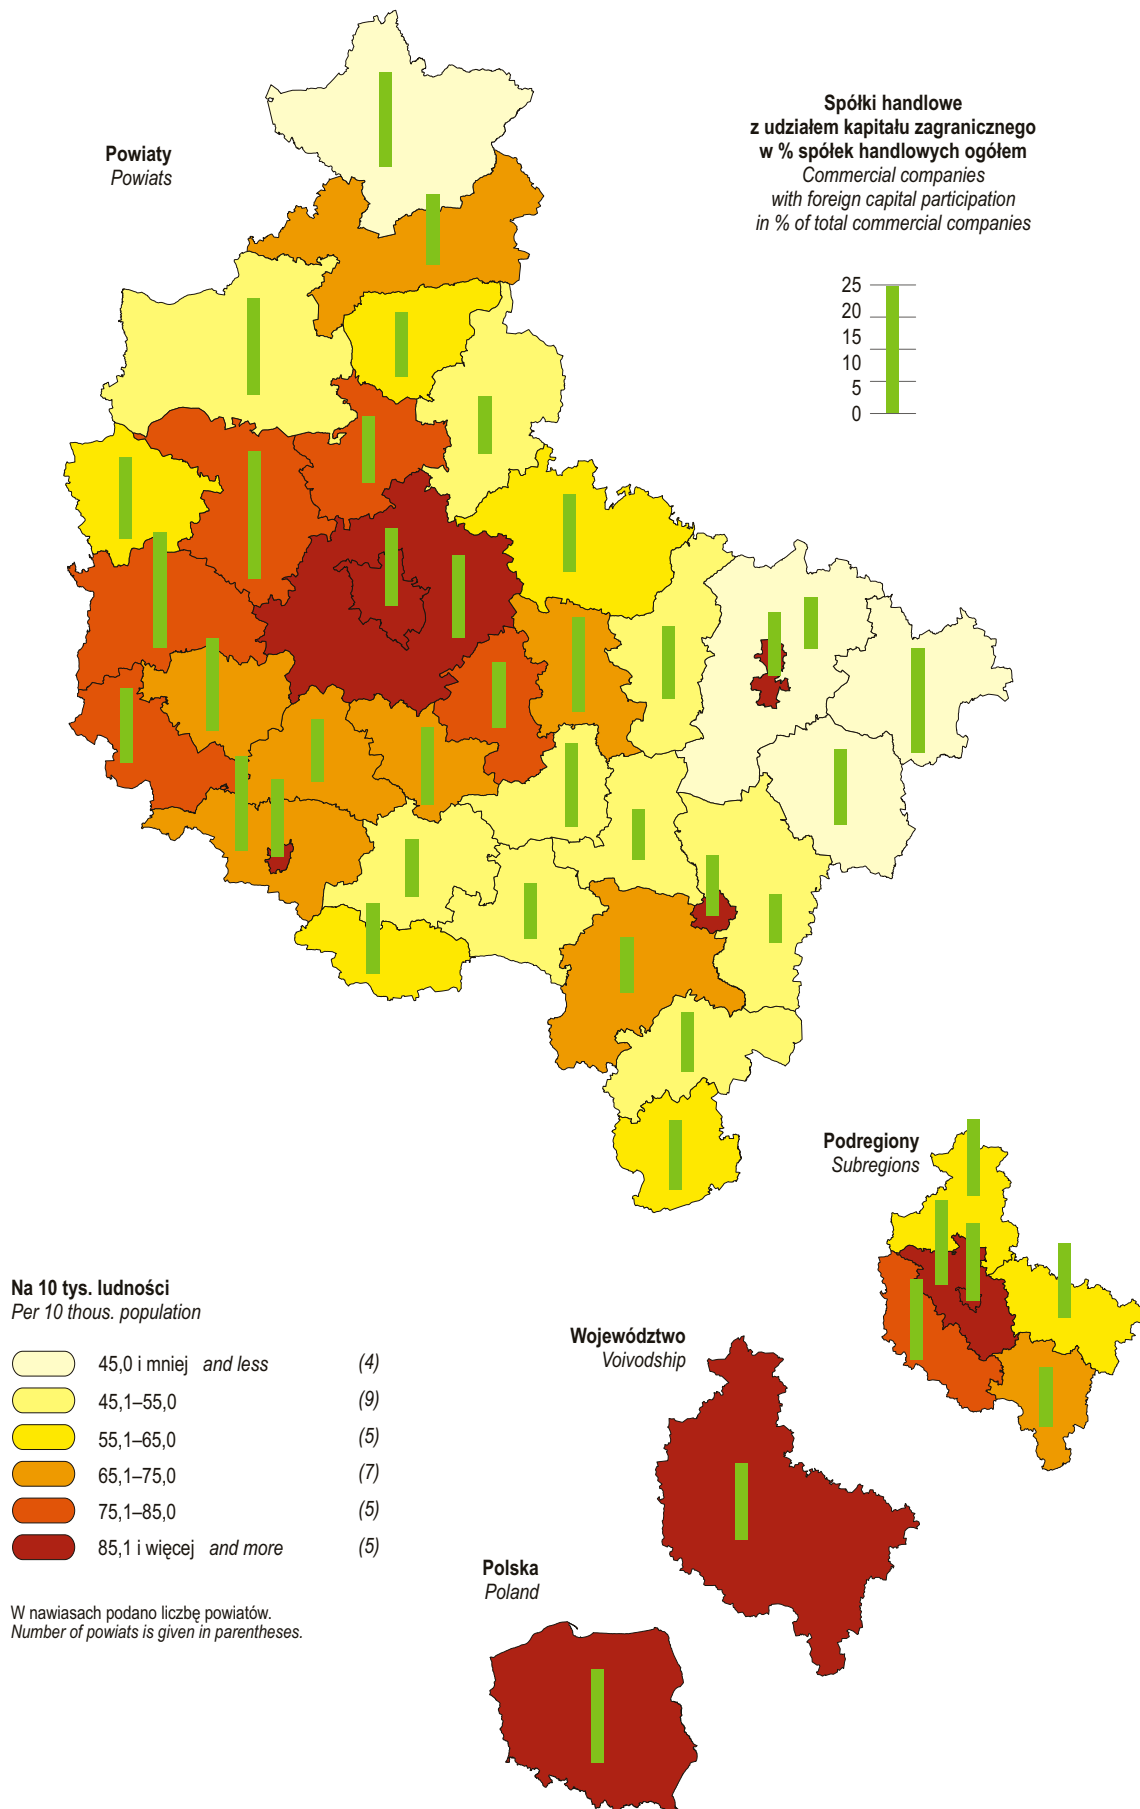 Powiaty
Powiats
Spółki handlowe
z udziałem kapitału zagranicznego
w % spółek handlowych ogółem
Commercial companies
with foreign capital participation
in % of total commercial companies
25
20
15
10
5
0
Podregiony
Subregions
Na 10 tys. ludności
Per 10 thous. population
45,0 i mniej and less (4)
45,1–55,0 (9)
55,1–65,0 (5)
65,1–75,0 (7)
75,1–85,0 (5)
85,1 i więcej and more (5)
W nawiasach podano liczbę powiatów.
Number of powiats is given in parentheses.
Województwo
Voivodship
Polska
Poland